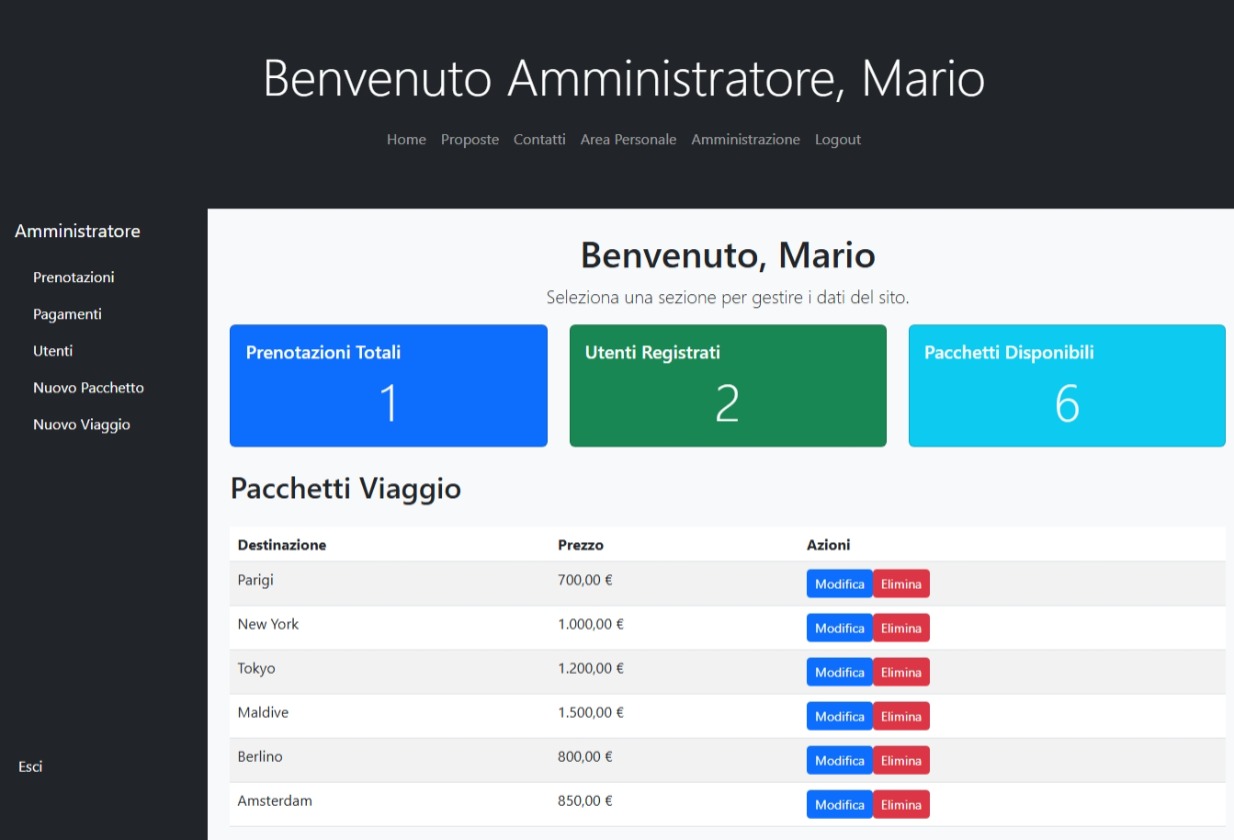 Benvenuto Amministratore, Mario
Home Proposte Contatti Area Personale Amministrazione Logout
Amministratore
Prenotazioni
Pagamenti
Utenti
Nuovo Pacchetto
Nuovo Viaggio
Esci
Benvenuto, Mario
Seleziona una sezione per gestire i dati del sito.
Prenotazioni Totali
1
Utenti Registrati
2
Pacchetti Disponibili
6
Pacchetti Viaggio
Destinazione Prezzo Azioni
Parigi 700,00 € Modifica Elimina
New York 1.000,00 € Modifica Elimina
Tokyo 1.200,00 € Modifica Elimina
Maldive 1.500,00 € Modifica Elimina
Berlino 800,00 € Modifica Elimina
Amsterdam 850,00 € Modifica Elimina